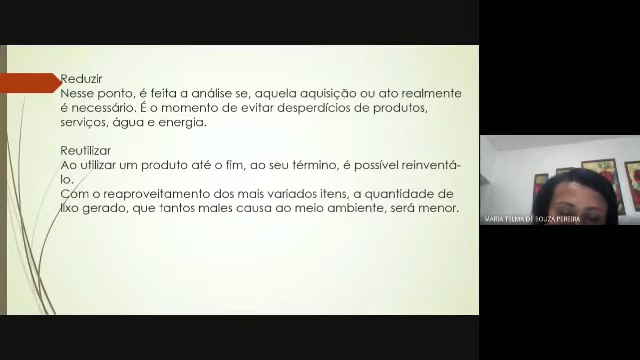 Reduzir
Nesse ponto, é feita a análise se, aquela aquisição ou ato realmente
é necessário. É o momento de evitar desperdícios de produtos,
serviços, água e energia.
Reutilizar
Ao utilizar um produto até o fim, ao seu término, é possível reinventá-
lo.
Com o reaproveitamento dos mais variados itens, a quantidade de
lixo gerado, que tantos males causa ao meio ambiente, será menor.
MARIA TELMA DE SOUZA PEREIRA